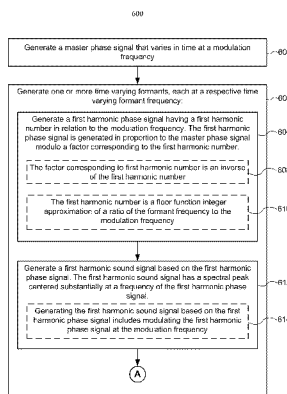 600
Generate a master phase signal that varies in time at a modulation
frequency
60
Generate one or more time varying formants, each at a respective time
varying formant frequency:
60
Generate a first harmonic phase signal having a first harmonic
number in relation to the modulation frequency. The first harmonic
phase signal is generated in proportion to the master phase signal
modulo a factor corresponding to the first harmonic number.
60
The factor corresponding to first harmonic number is an inverse
of the first harmonic number
60
The first harmonic number is a floor function integer
approximation of a ratio of the formant frequency to the
modulation frequency
61
Generate a first harmonic sound signal based on the first harmonic
phase signal. The first harmonic sound signal has a spectral peak
centered substantially at a frequency of the first harmonic phase
signal.
61
Generating the first harmonic sound signal based on the first
harmonic phase signal includes modulating the first harmonic
phase signal at the modulation frequency
61
A